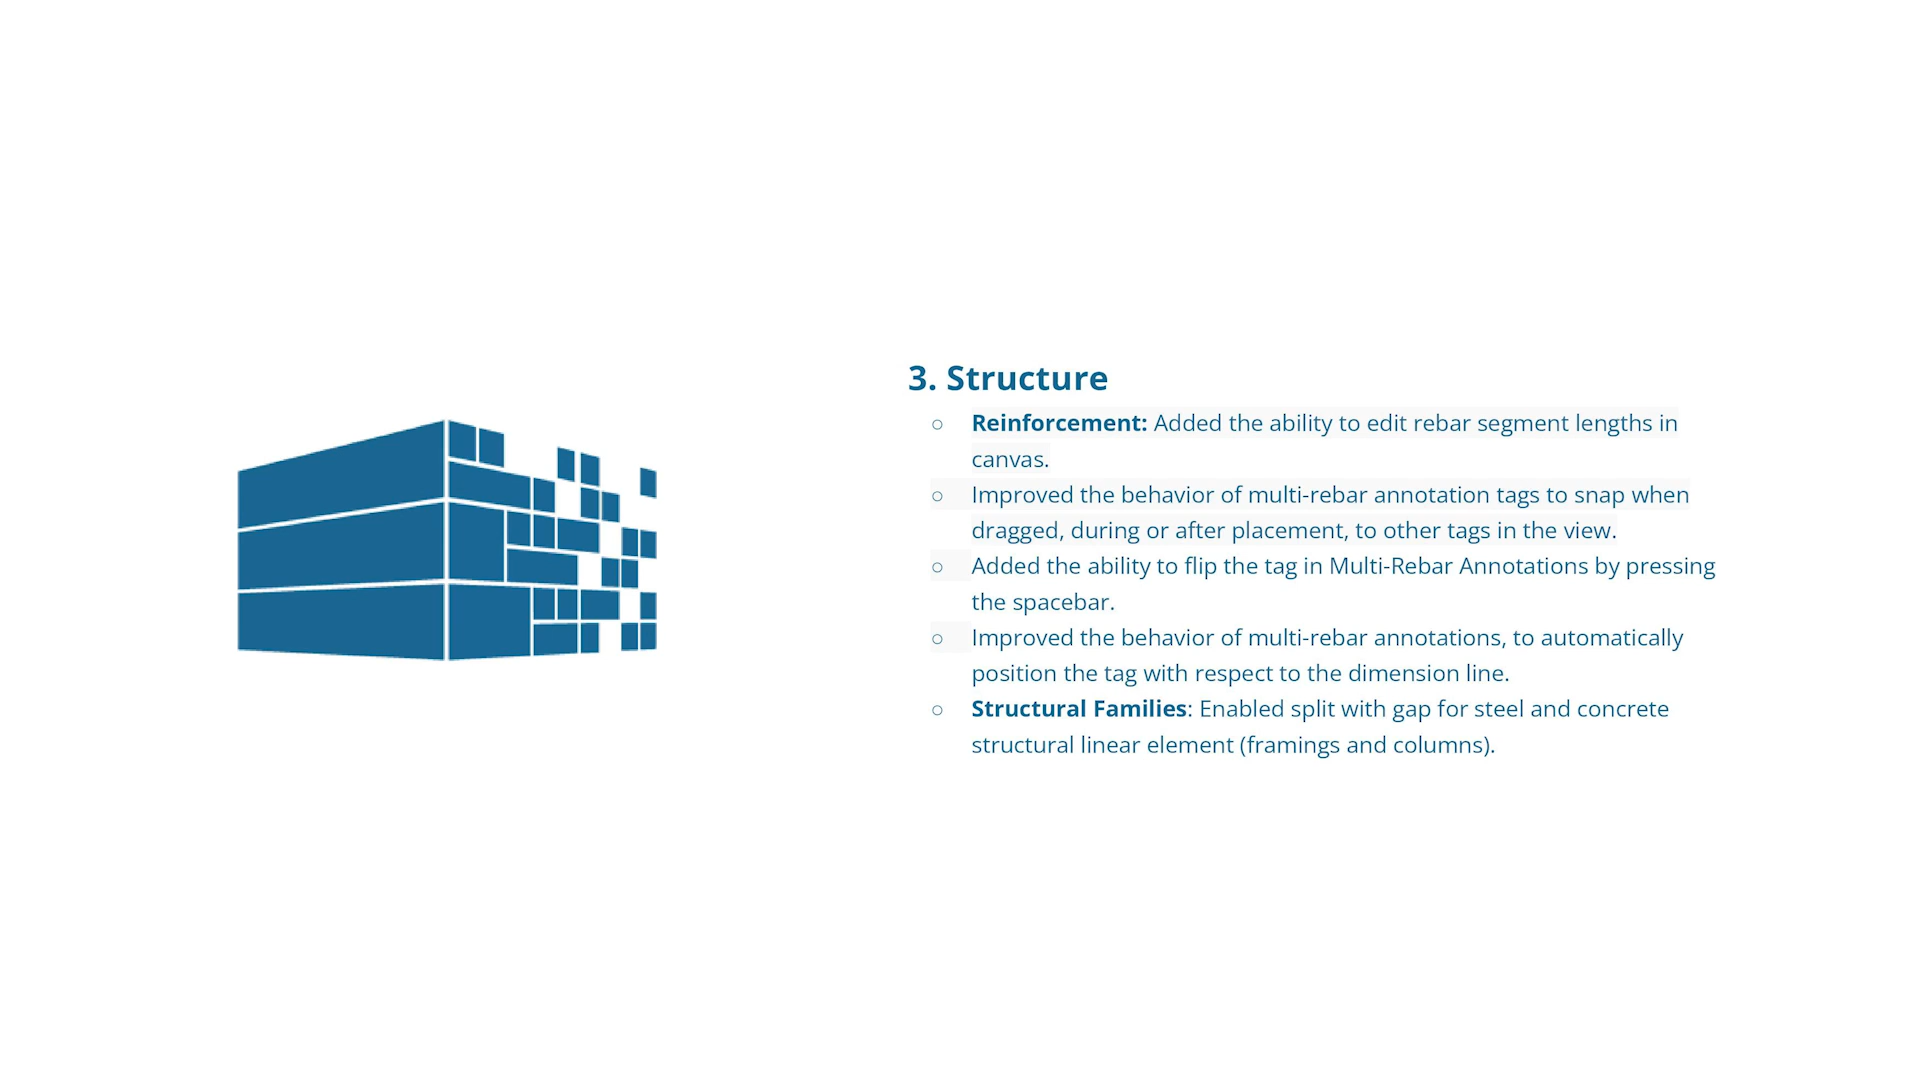 3. Structure
○ Reinforcement: Added the ability to edit rebar segment lengths in
canvas.
○ Improved the behavior of multi-rebar annotation tags to snap when
dragged, during or after placement, to other tags in the view.
○ Added the ability to flip the tag in Multi-Rebar Annotations by pressing
the spacebar.
○ Improved the behavior of multi-rebar annotations, to automatically
position the tag with respect to the dimension line.
○ Structural Families: Enabled split with gap for steel and concrete
structural linear element (framings and columns).